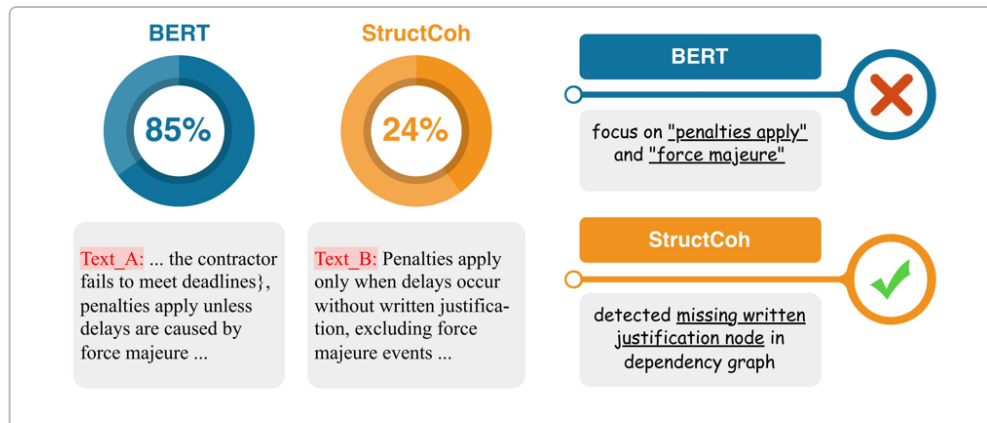 BERT
85%
Text_A: ... the contractor
fails to meet deadlines},
penalties apply unless
delays are caused by
force majeure ...
StructCoh
24%
Text_B: Penalties apply
only when delays occur
without written justifica-
tion, excluding force
majeure events ...
BERT
focus on "penalties apply"
and "force majeure"
StructCoh
detected missing written
justification node in
dependency graph